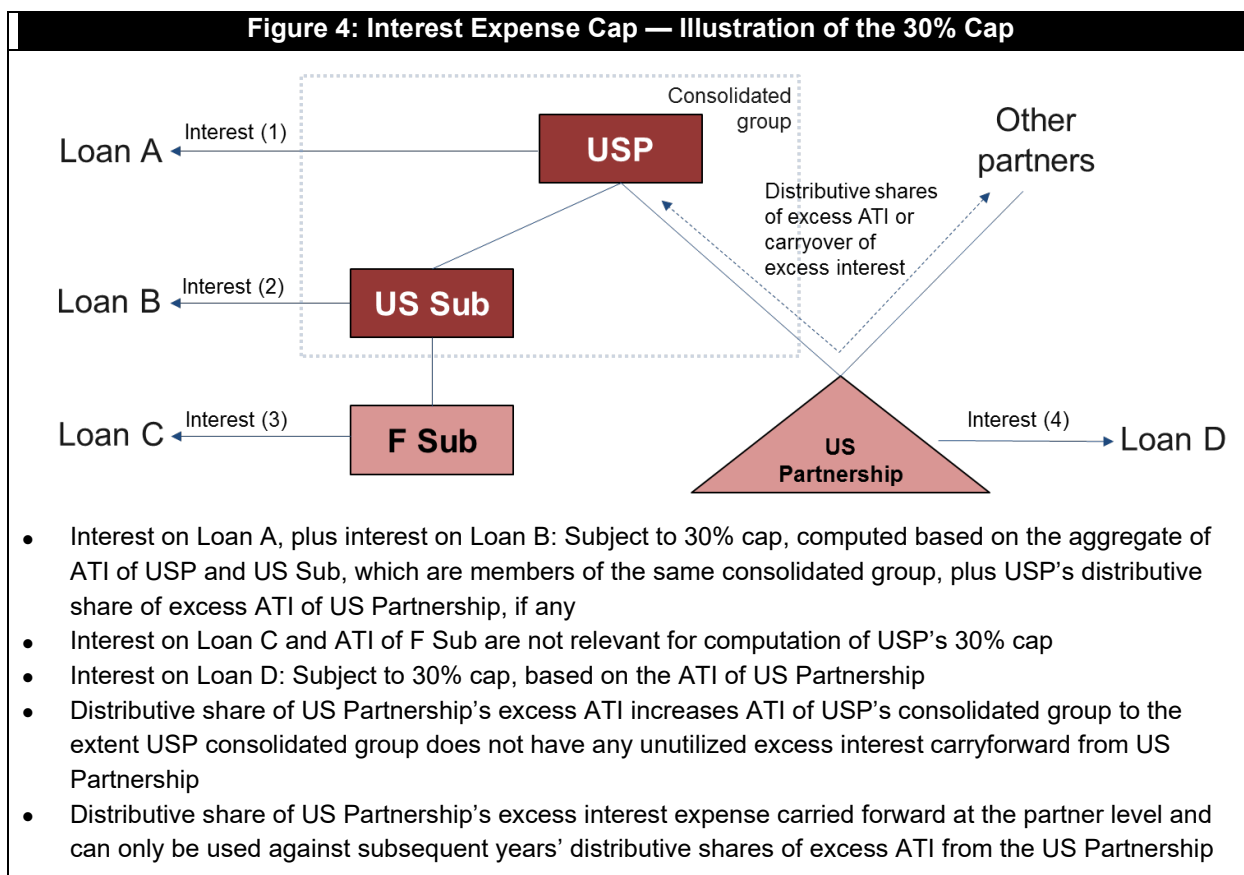 Figure 4: Interest Expense Cap — Illustration of the 30% Cap
Consolidated
group
Loan A
Interest (1)
USP
Other
partners
Distributive shares
of excess ATI or
carryover of
excess interest
Loan B
Interest (2)
US Sub
Loan C
Interest (3)
F Sub
US
Partnership
Interest (4)
Loan D
• Interest on Loan A, plus interest on Loan B: Subject to 30% cap, computed based on the aggregate of
ATI of USP and US Sub, which are members of the same consolidated group, plus USP’s distributive
share of excess ATI of US Partnership, if any
• Interest on Loan C and ATI of F Sub are not relevant for computation of USP’s 30% cap
• Interest on Loan D: Subject to 30% cap, based on the ATI of US Partnership
• Distributive share of US Partnership’s excess ATI increases ATI of USP’s consolidated group to the
extent USP consolidated group does not have any unutilized excess interest carryforward from US
Partnership
• Distributive share of US Partnership’s excess interest expense carried forward at the partner level and
can only be used against subsequent years’ distributive shares of excess ATI from the US Partnership